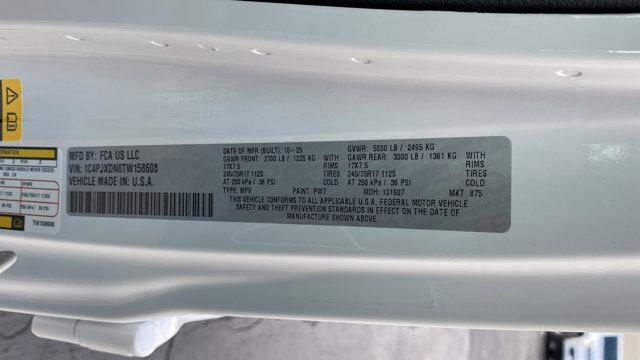 MFD BY: FCA US LLC
VIN: 1C4PJXDN0TW158608
VEHICLE MADE IN U.S.A.
DATE OF MFR (BUILT): 10-25 GVWR: 5500 LB / 2495 KG
GAWR FRONT: 2700 LB / 1225 KG WITH GAWR REAR: 3000 LB / 1361 KG WITH
17X7.5 RIMS 17X7.5 RIMS
245/75R17 112S TIRES 245/75R17 112S TIRES
AT 250 kPa / 36 PSI COLD AT 250 kPa / 36 PSI COLD
TYPE: MPV PAINT: PW7 MDH: 101607 MKT: 875
THIS VEHICLE CONFORMS TO ALL APPLICABLE U.S.A. FEDERAL MOTOR VEHICLE
SAFETY AND THEFT PREVENTION STANDARDS IN EFFECT ON THE DATE OF
MANUFACTURE SHOWN ABOVE.
TW158608